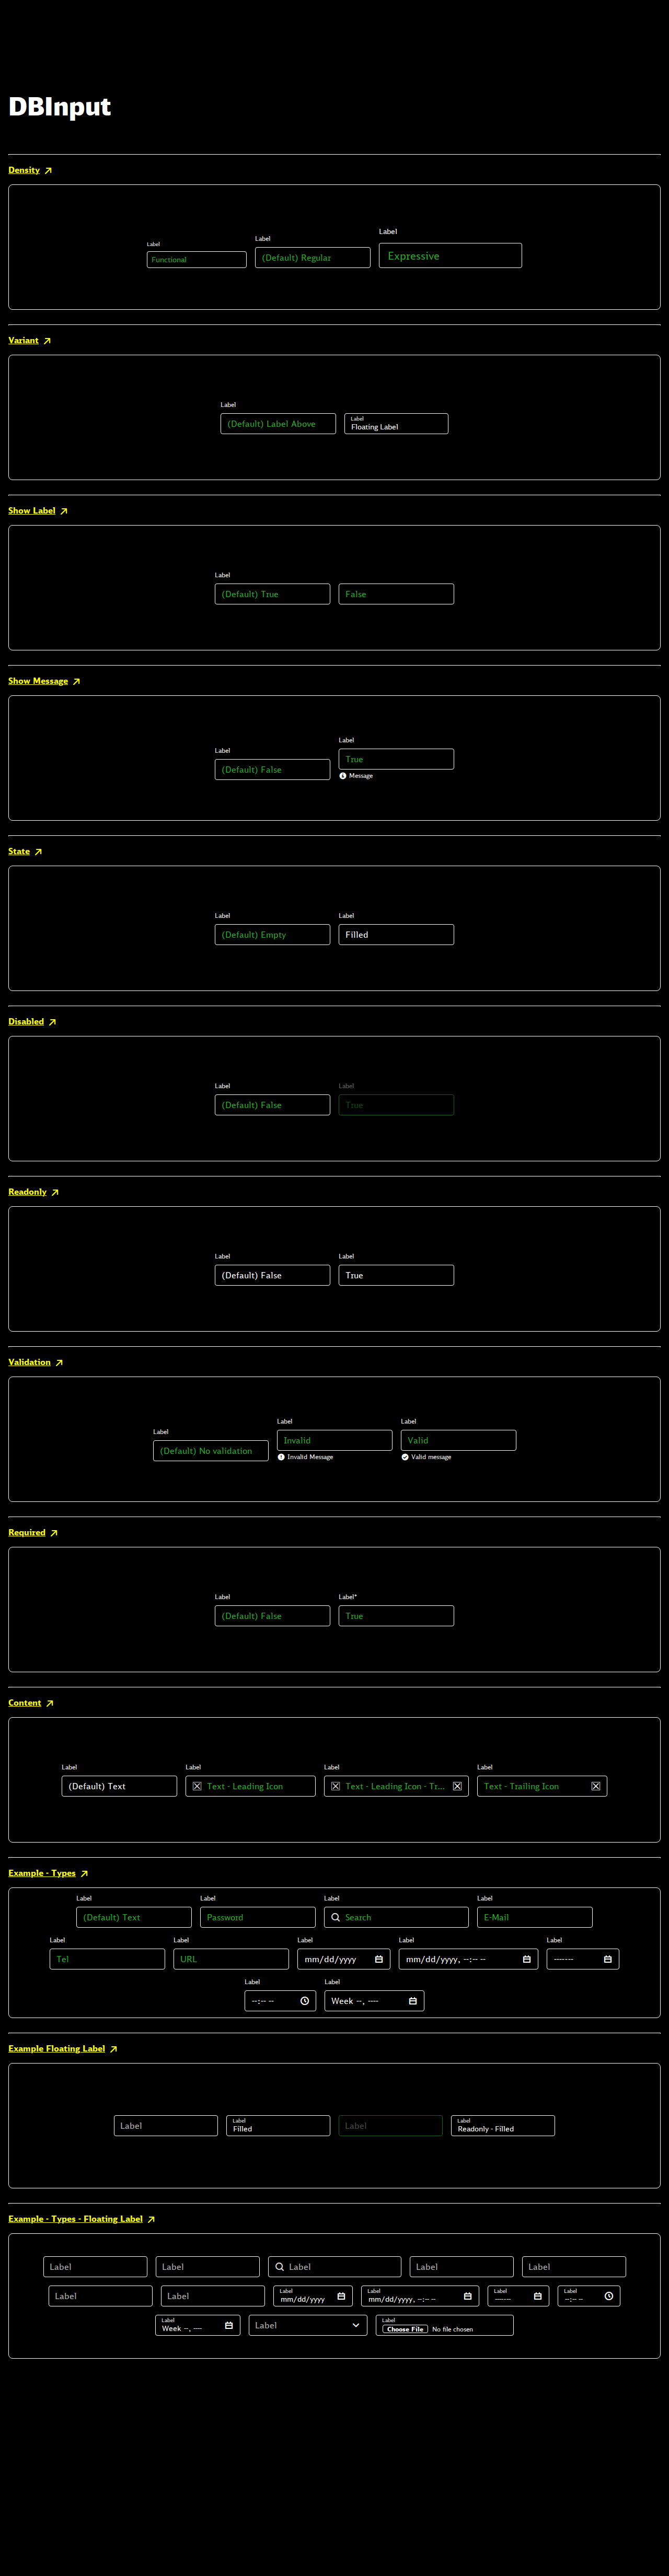 DBInput
Density
Label Label Label
Functional (Default) Regular Expressive
Variant
Label Label
(Default) Label Above Floating Label
Show Label
Label
(Default) True False
Show Message
Label Label
(Default) False True
Message
State
Label Label
(Default) Empty Filled
Disabled
Label Label
(Default) False True
Readonly
Label Label
(Default) False True
Validation
Label Label Label
(Default) No validation Invalid Valid
Invalid Message Valid message
Required
Label Label*
(Default) False True
Content
Label Label Label Label
(Default) Text Text - Leading Icon Text - Leading Icon - Tr... Text - Trailing Icon
Example - Types
Label Label Label Label
(Default) Text Password Search E-Mail
Label Label Label Label Label
Tel URL mm/dd/yyyy mm/dd/yyyy, --:-- -- -------
Label Label
--:-- -- Week --, ----
Example Floating Label
Label Label Filled Label Label Readonly - Filled
Example - Types - Floating Label
Label Label Label Label Label
Label Label Label Label Label Label
mm/dd/yyyy mm/dd/yyyy, --:-- -- ------- --:-- --
Label Label Label
Week --, ---- Choose File No file chosen